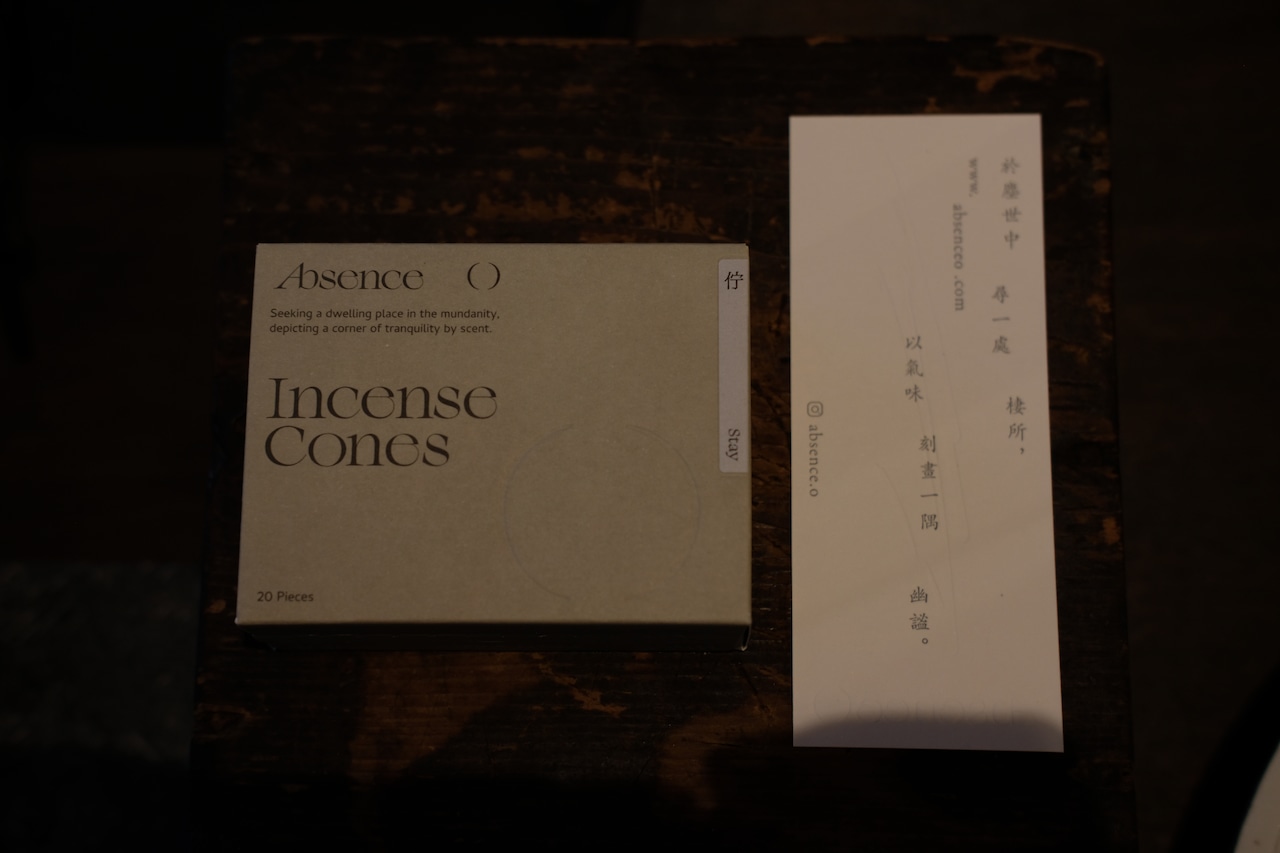 Absence ()
Seeking a dwelling place in the mundanity,
depicting a corner of tranquility by scent.
Incense
Cones
20 Pieces
佇 Stay
於塵世中 尋一處 棲所，
www. absenceo .com
以氣味 刻畫一隅 幽謐。
absence.o